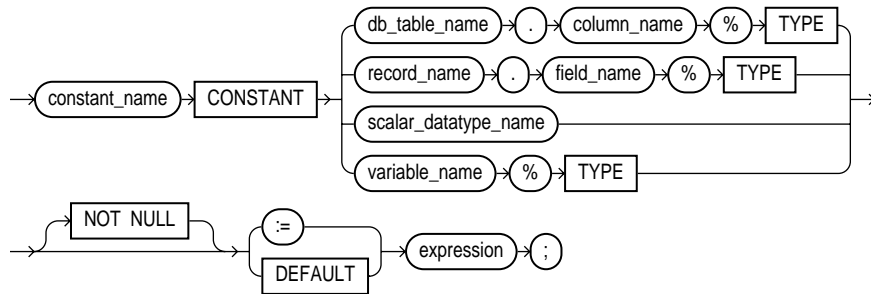 db_table_name . column_name % TYPE
record_name . field_name % TYPE
constant_name CONSTANT
scalar_datatype_name
variable_name % TYPE
NOT NULL
:=
DEFAULT
expression ;